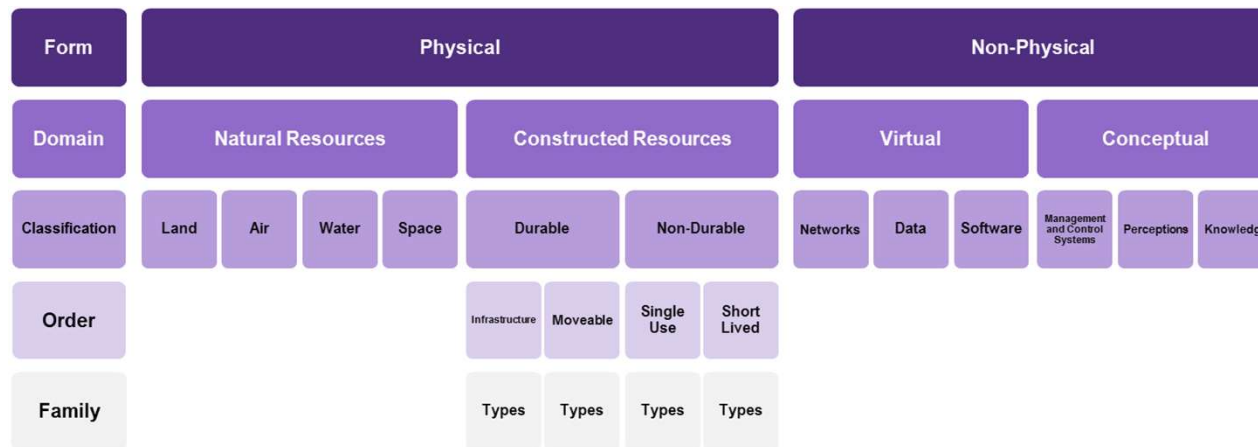 Form Physical Non-Physical
Domain Natural Resources Constructed Resources Virtual Conceptual
Classification Land Air Water Space Durable Non-Durable Networks Data Software Management and Control Systems Perceptions Knowledg
Order Infrastructure Moveable Single Use Short Lived
Family Types Types Types Types